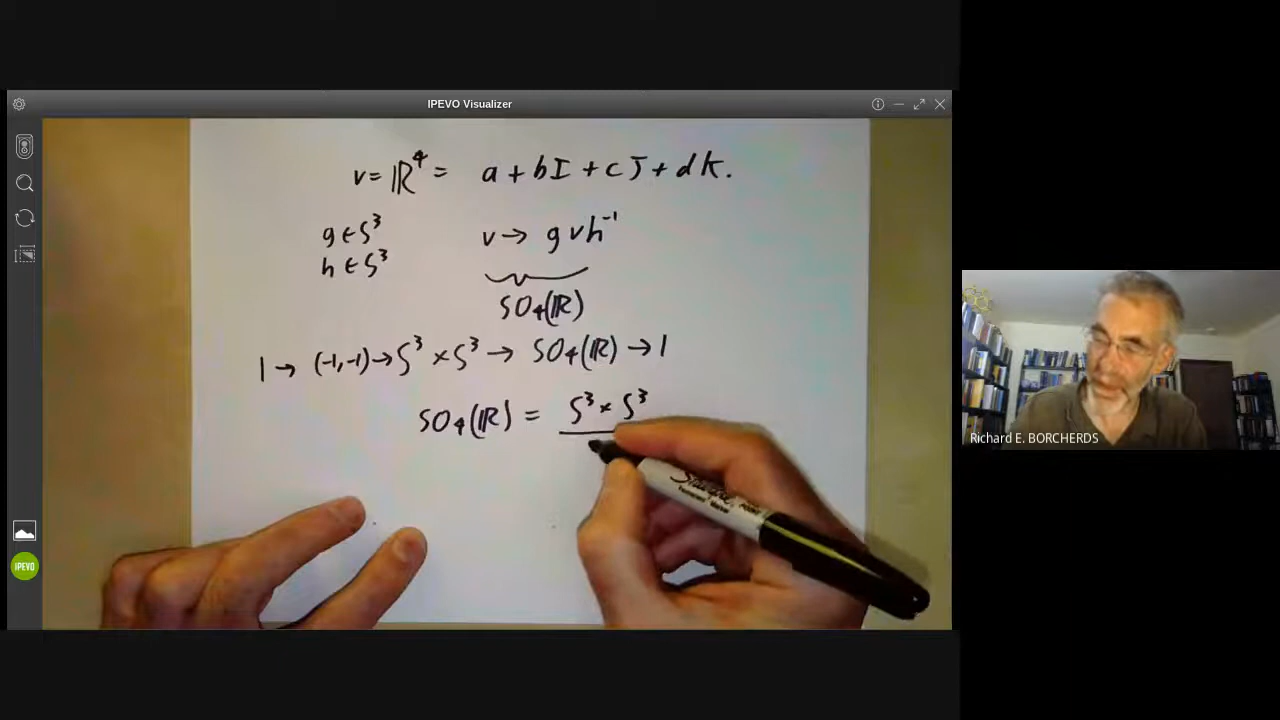 IPEVO Visualizer
v = ℝ⁴ = a + bI + cJ + dK.
g ∈ S³ v → g v h⁻¹
h ∈ S³
SO₄(ℝ)
1 → (-1,-1) → S³ × S³ → SO₄(ℝ) → 1
SO₄(ℝ) = S³ × S³
Richard E. BORCHERDS
IPEVO